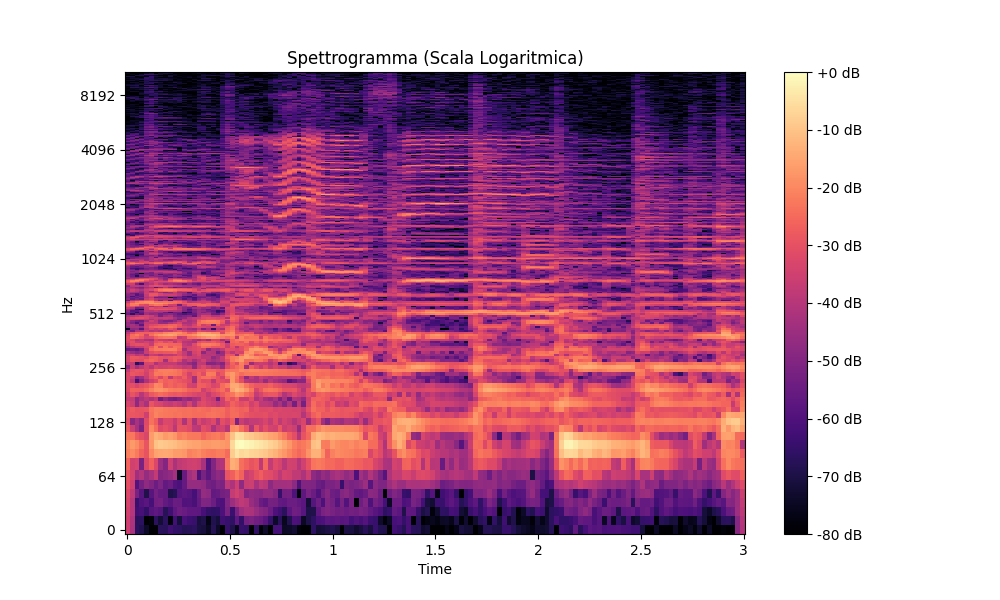 Spettrogramma (Scala Logaritmica)
Hz
8192
4096
2048
1024
512
256
128
64
0
0 0.5 1 1.5 2 2.5 3
Time
+0 dB
-10 dB
-20 dB
-30 dB
-40 dB
-50 dB
-60 dB
-70 dB
-80 dB